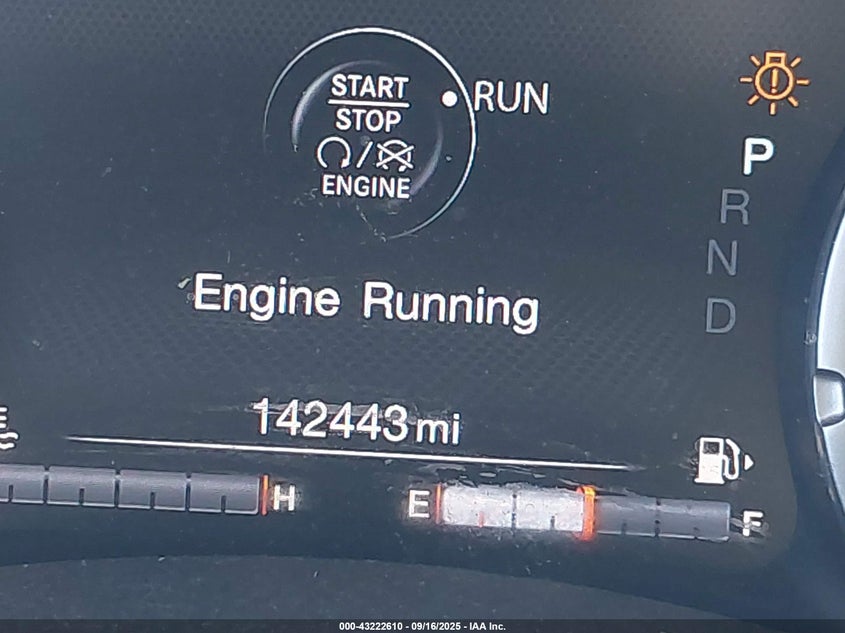 START
STOP
ENGINE
RUN
P
R
N
D
Engine Running
142443 mi
H
E
F
000-43222610 - 09/16/2025 - IAA Inc.